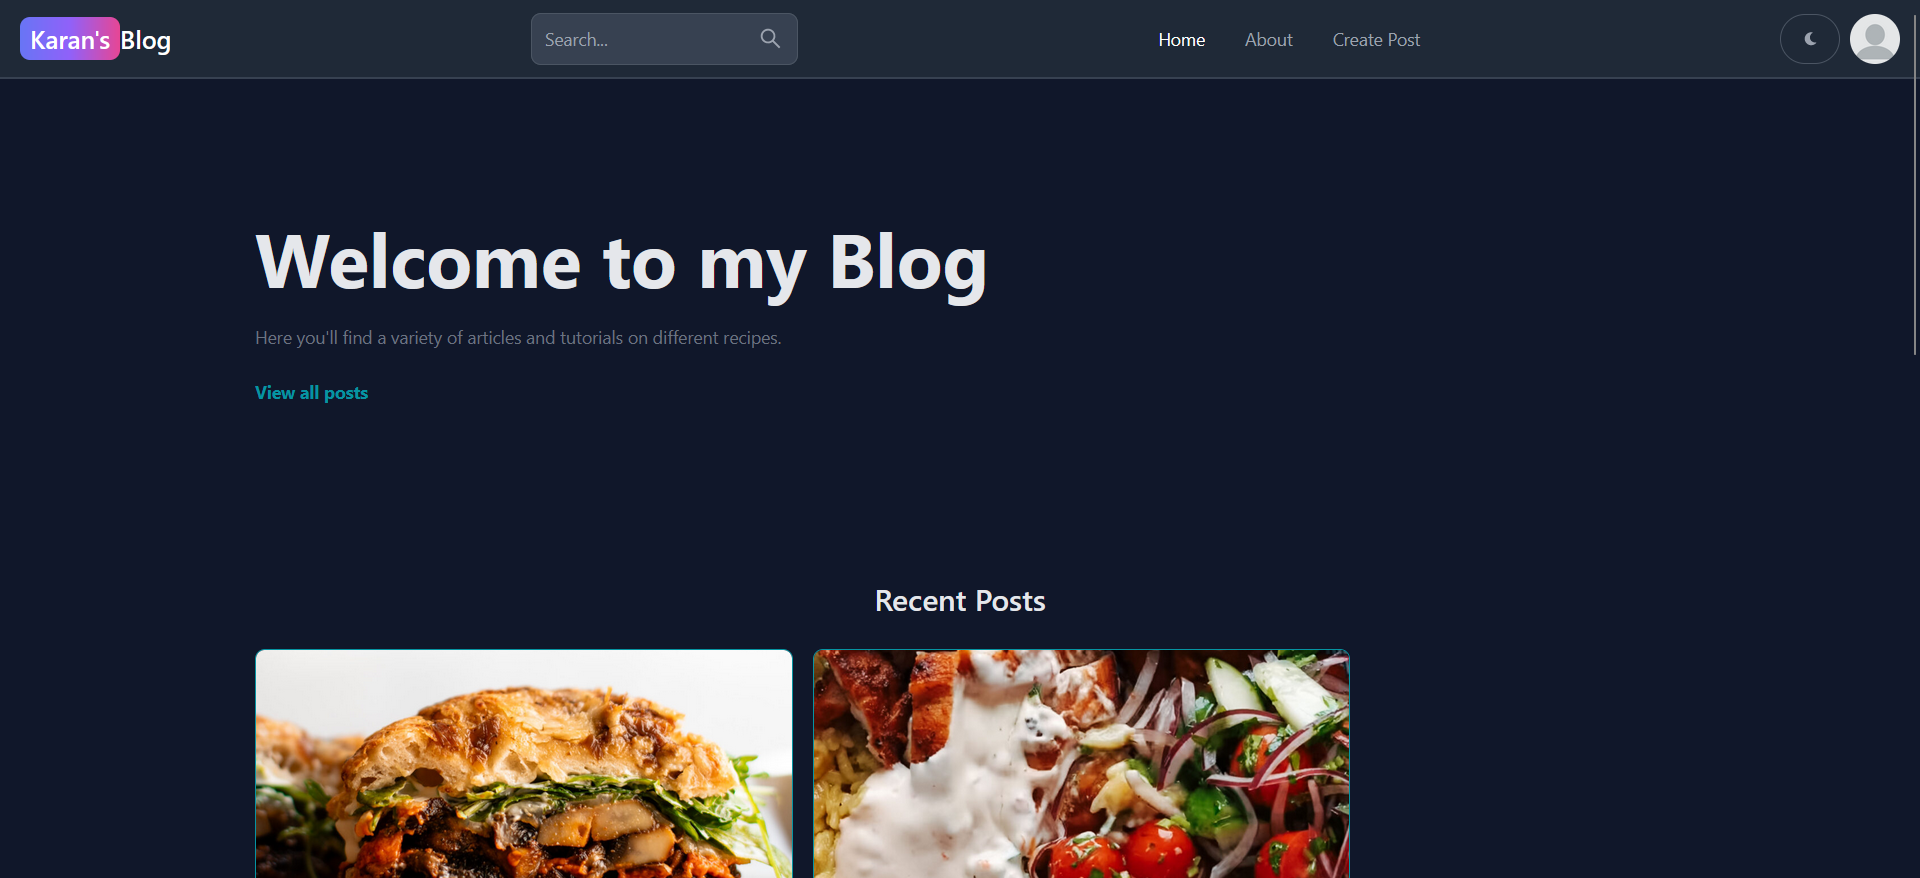 Karan's Blog
Search...
Home
About
Create Post
Welcome to my Blog
Here you'll find a variety of articles and tutorials on different recipes.
View all posts
Recent Posts